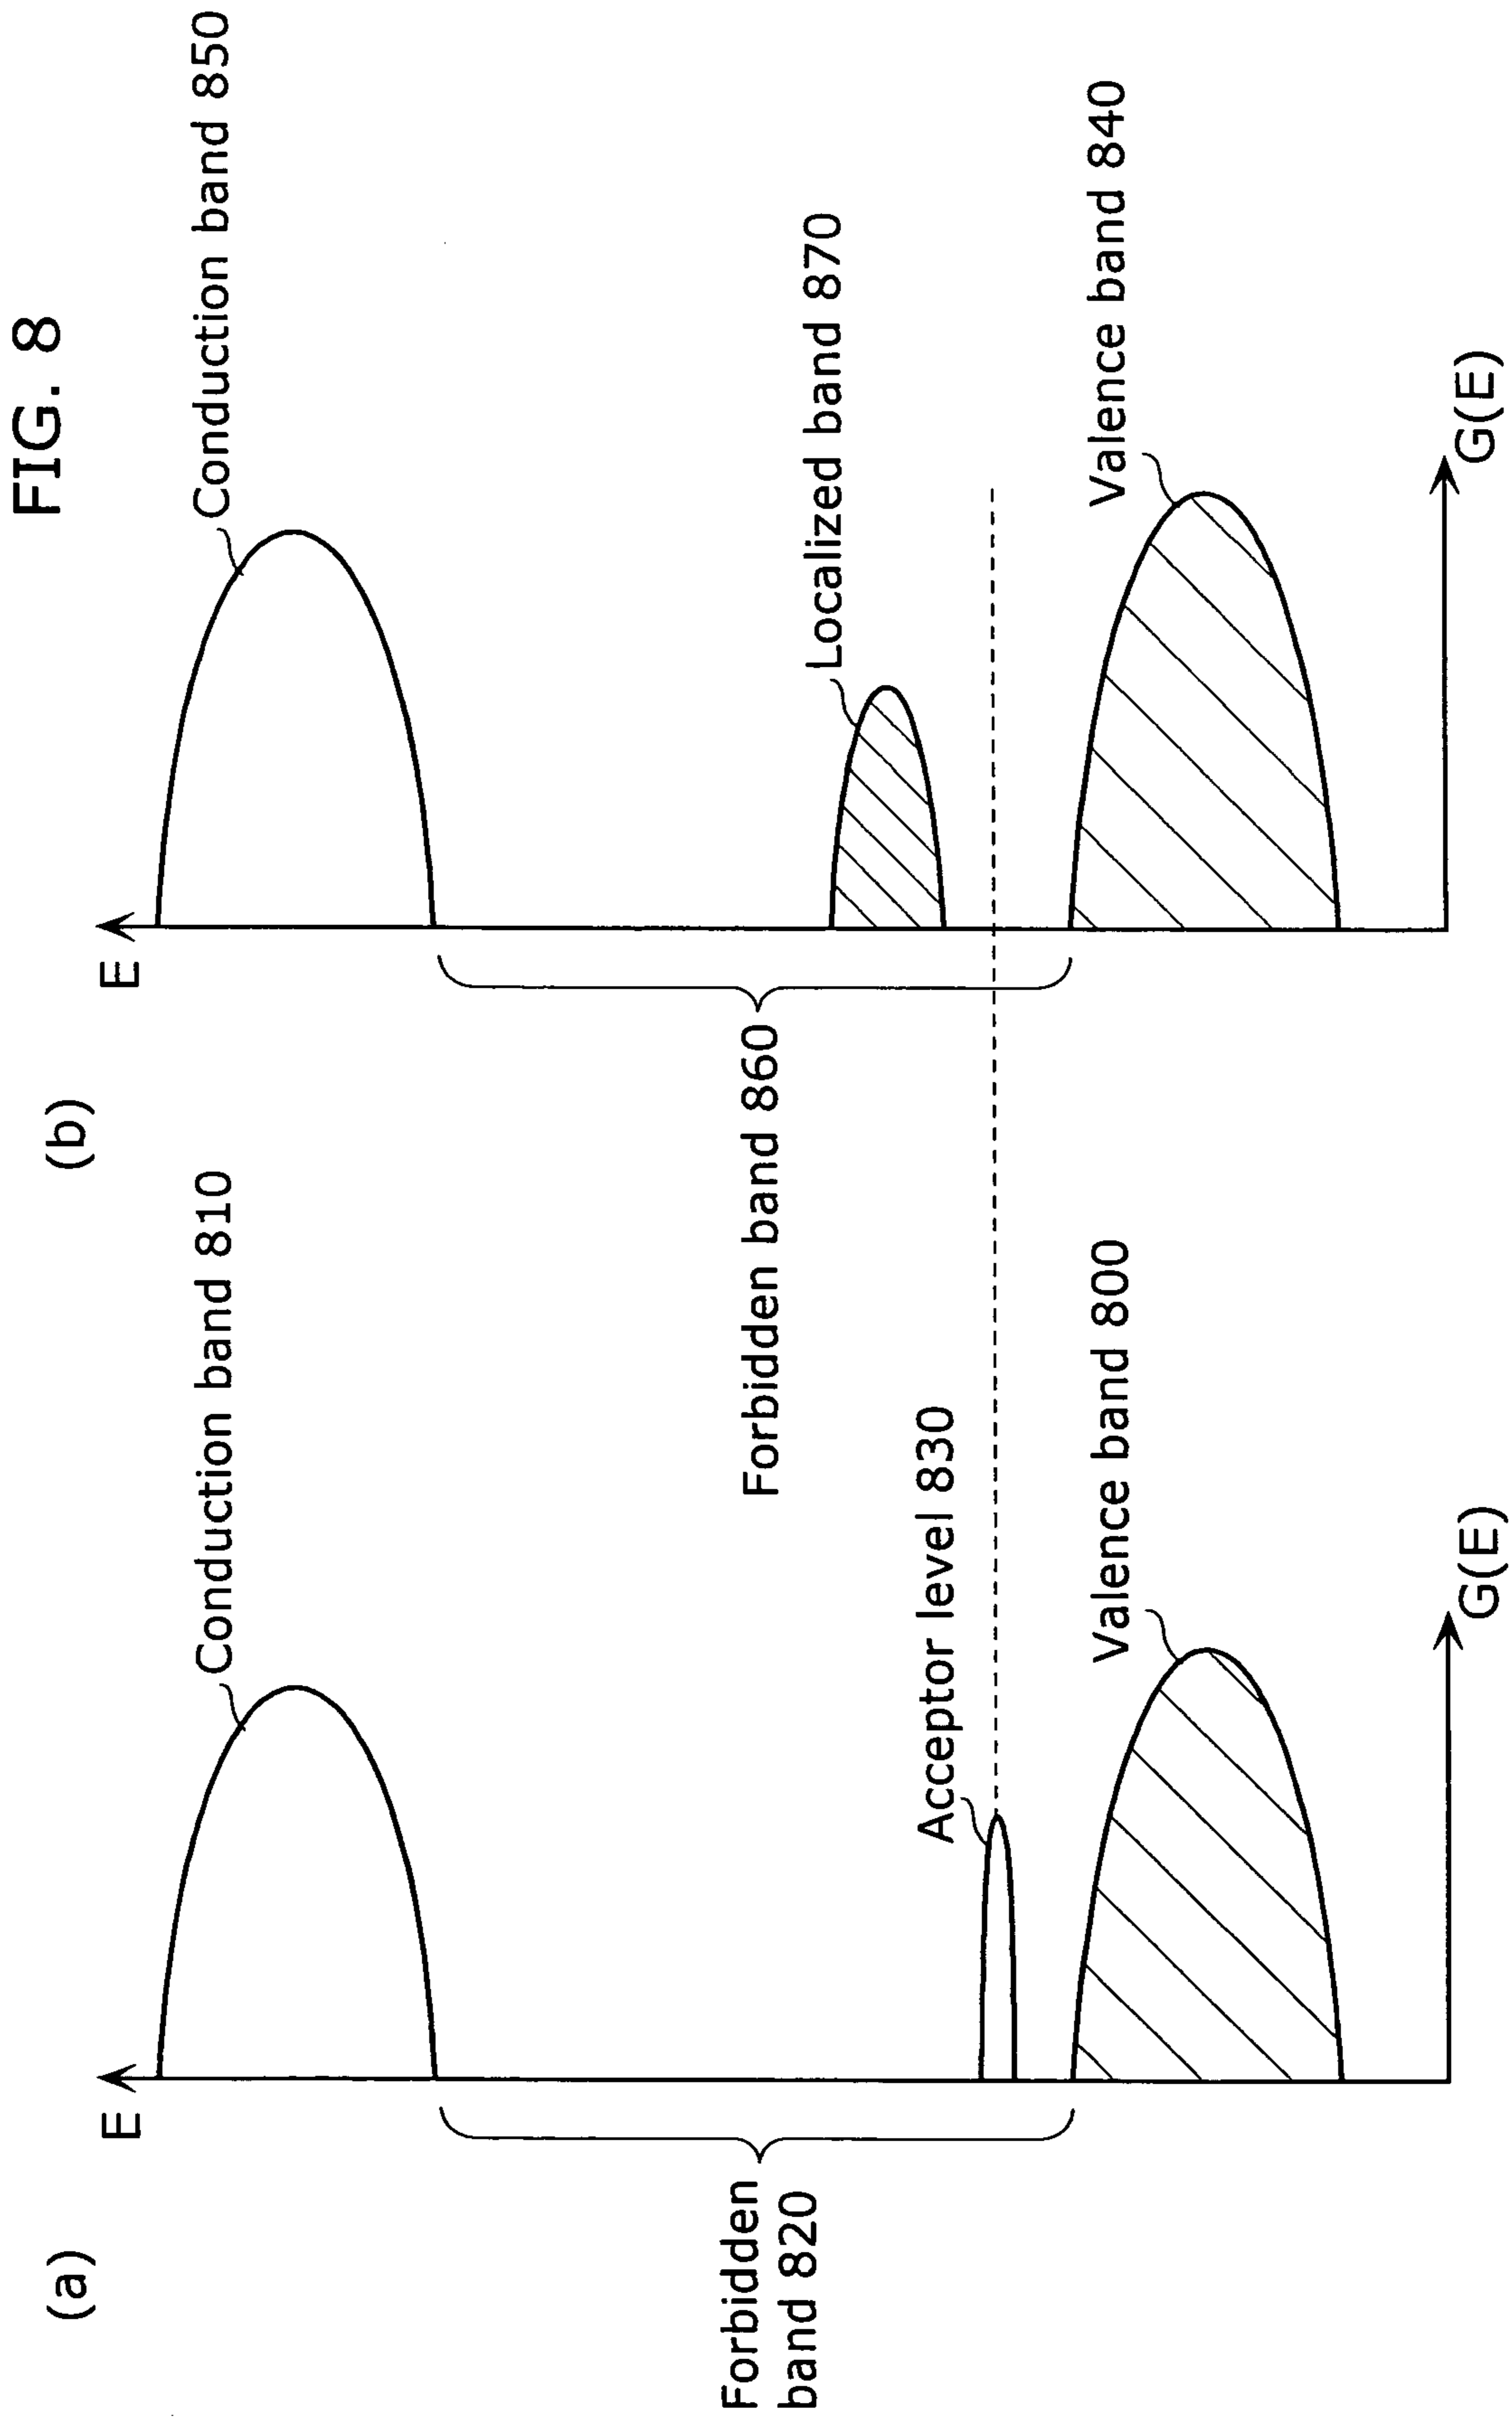 FIG. 8
(a)
(b)
E
Conduction band 810
Forbidden
band 820
Acceptor level 830
Valence band 800
G(E)
E
Conduction band 850
Forbidden band 860
Localized band 870
Valence band 840
G(E)